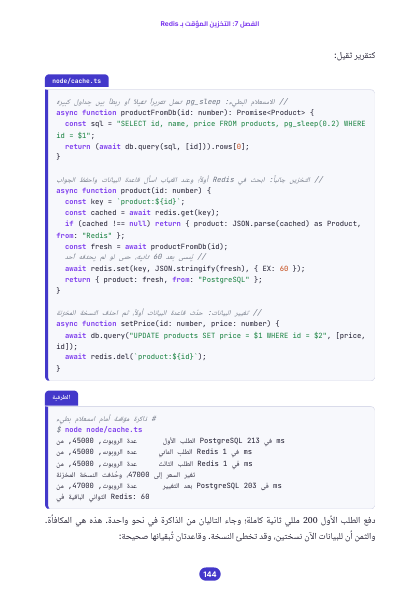 الفصل 7: التخزين المؤقت بـ Redis
كتقرير ثقيل:
node/cache.ts
// الاستعلام البطيء: pg_sleep تمثل تقريراً ثقيلاً أو ربطاً بين جداول كبيرة
async function productFromDb(id: number): Promise<Product> {
  const sql = "SELECT id, name, price FROM products, pg_sleep(0.2) WHERE
id = $1";
  return (await db.query(sql, [id])).rows[0];
}
// التخزين جانباً: ابحث في Redis أولاً، وعند الغياب اسأل قاعدة البيانات واحفظ الجواب
async function product(id: number) {
  const key = `product:${id}`;
  const cached = await redis.get(key);
  if (cached !== null) return { product: JSON.parse(cached) as Product,
from: "Redis" };
  const fresh = await productFromDb(id);
  // يُنسى بعد 60 ثانية، حتى لو لم يحذفه أحد
  await redis.set(key, JSON.stringify(fresh), { EX: 60 });
  return { product: fresh, from: "PostgreSQL" };
}
// تغيير البيانات: حدّث قاعدة البيانات أولاً، ثم احذف النسخة المخزنة
async function setPrice(id: number, price: number) {
  await db.query("UPDATE products SET price = $1 WHERE id = $2", [price,
id]);
  await redis.del(`product:${id}`);
}
الطرفية
# ذاكرة مؤقتة أمام استعلام بطيء
$ node node/cache.ts
الطلب الأول عدة الروبوت, 45000, من PostgreSQL في 213 ms
الطلب الثاني عدة الروبوت, 45000, من Redis في 1 ms
الطلب الثالث عدة الروبوت, 45000, من Redis في 1 ms
تغير السعر إلى 47000، وحُذفت النسخة المخزنة
بعد التغيير عدة الروبوت, 47000, من PostgreSQL في 203 ms
الثواني الباقية في Redis: 60
دفع الطلب الأول 200 مللي ثانية كاملة؛ وجاء التاليان من الذاكرة في نحو واحدة. هذه هي المكافأة.
والثمن أن للبيانات الآن نسختين، وقد تخطئ النسخة. وقاعدتان تُبقيانها صحيحة:
144